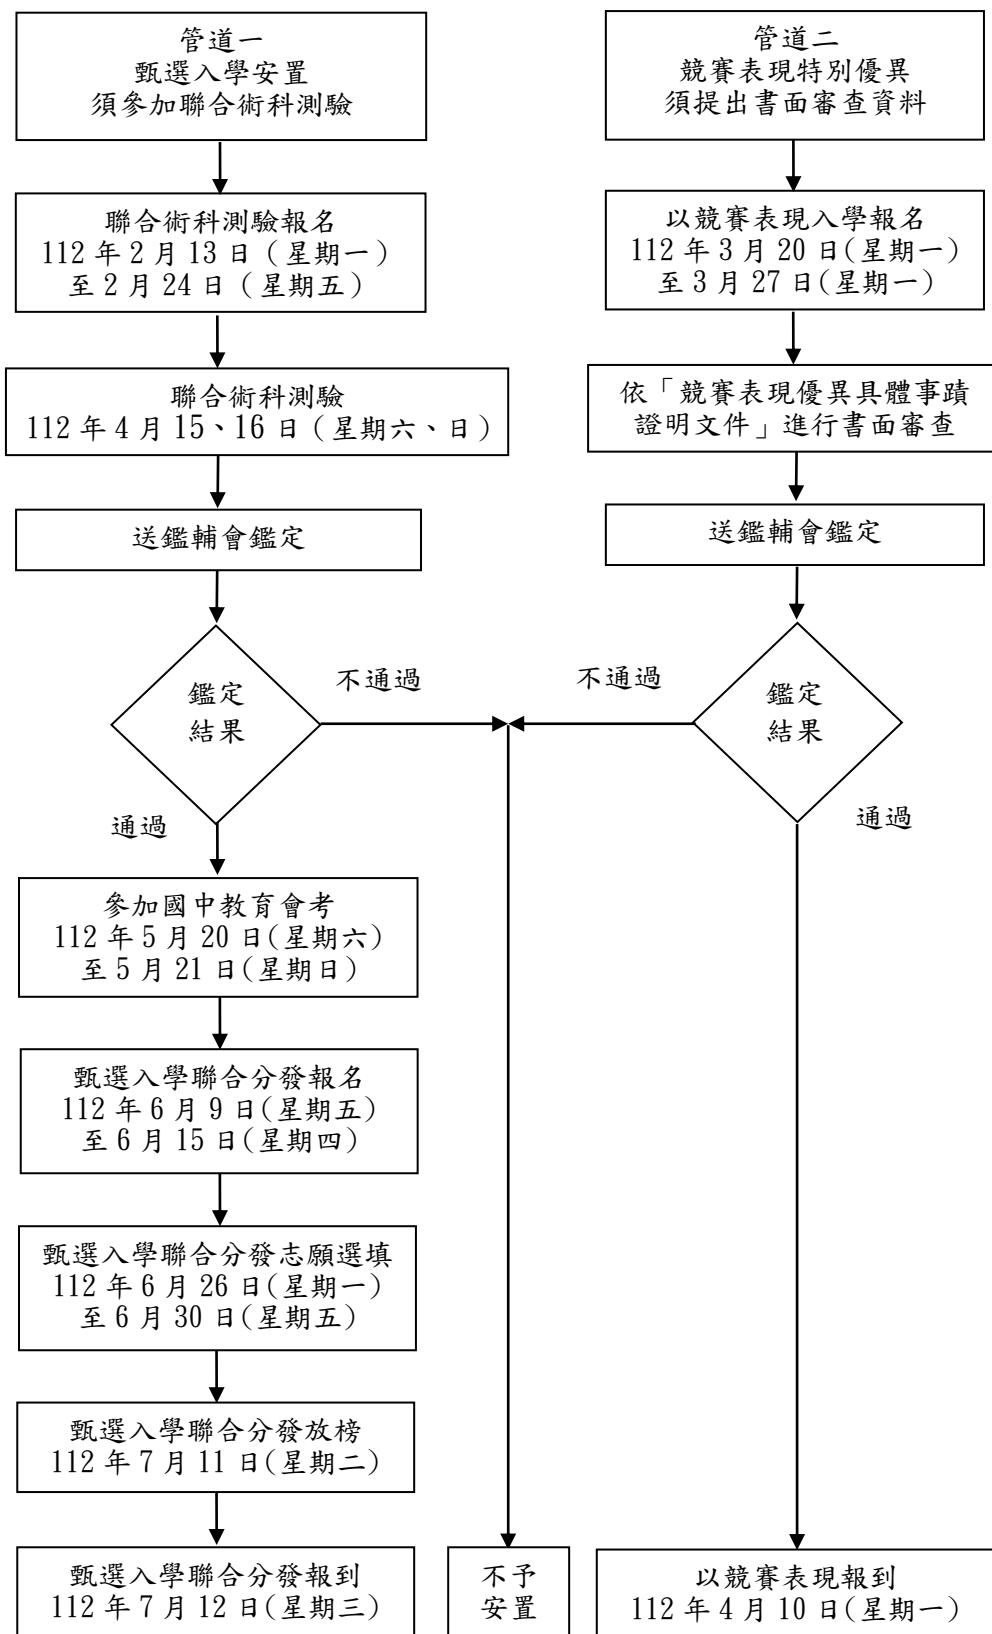 管道一
甄選入學安置
須參加聯合術科測驗
聯合術科測驗報名
112 年 2 月 13 日（星期一）
至 2 月 24 日（星期五）
聯合術科測驗
112 年 4 月 15、16 日（星期六、日）
送鑑輔會鑑定
鑑定
結果
不通過
通過
參加國中教育會考
112 年 5 月 20 日(星期六)
至 5 月 21 日(星期日)
甄選入學聯合分發報名
112 年 6 月 9 日(星期五)
至 6 月 15 日(星期四)
甄選入學聯合分發志願選填
112 年 6 月 26 日(星期一)
至 6 月 30 日(星期五)
甄選入學聯合分發放榜
112 年 7 月 11 日(星期二)
甄選入學聯合分發報到
112 年 7 月 12 日(星期三)
管道二
競賽表現特別優異
須提出書面審查資料
以競賽表現入學報名
112 年 3 月 20 日(星期一)
至 3 月 27 日(星期一)
依「競賽表現優異具體事蹟
證明文件」進行書面審查
送鑑輔會鑑定
鑑定
結果
不通過
通過
不予
安置
以競賽表現報到
112 年 4 月 10 日(星期一)